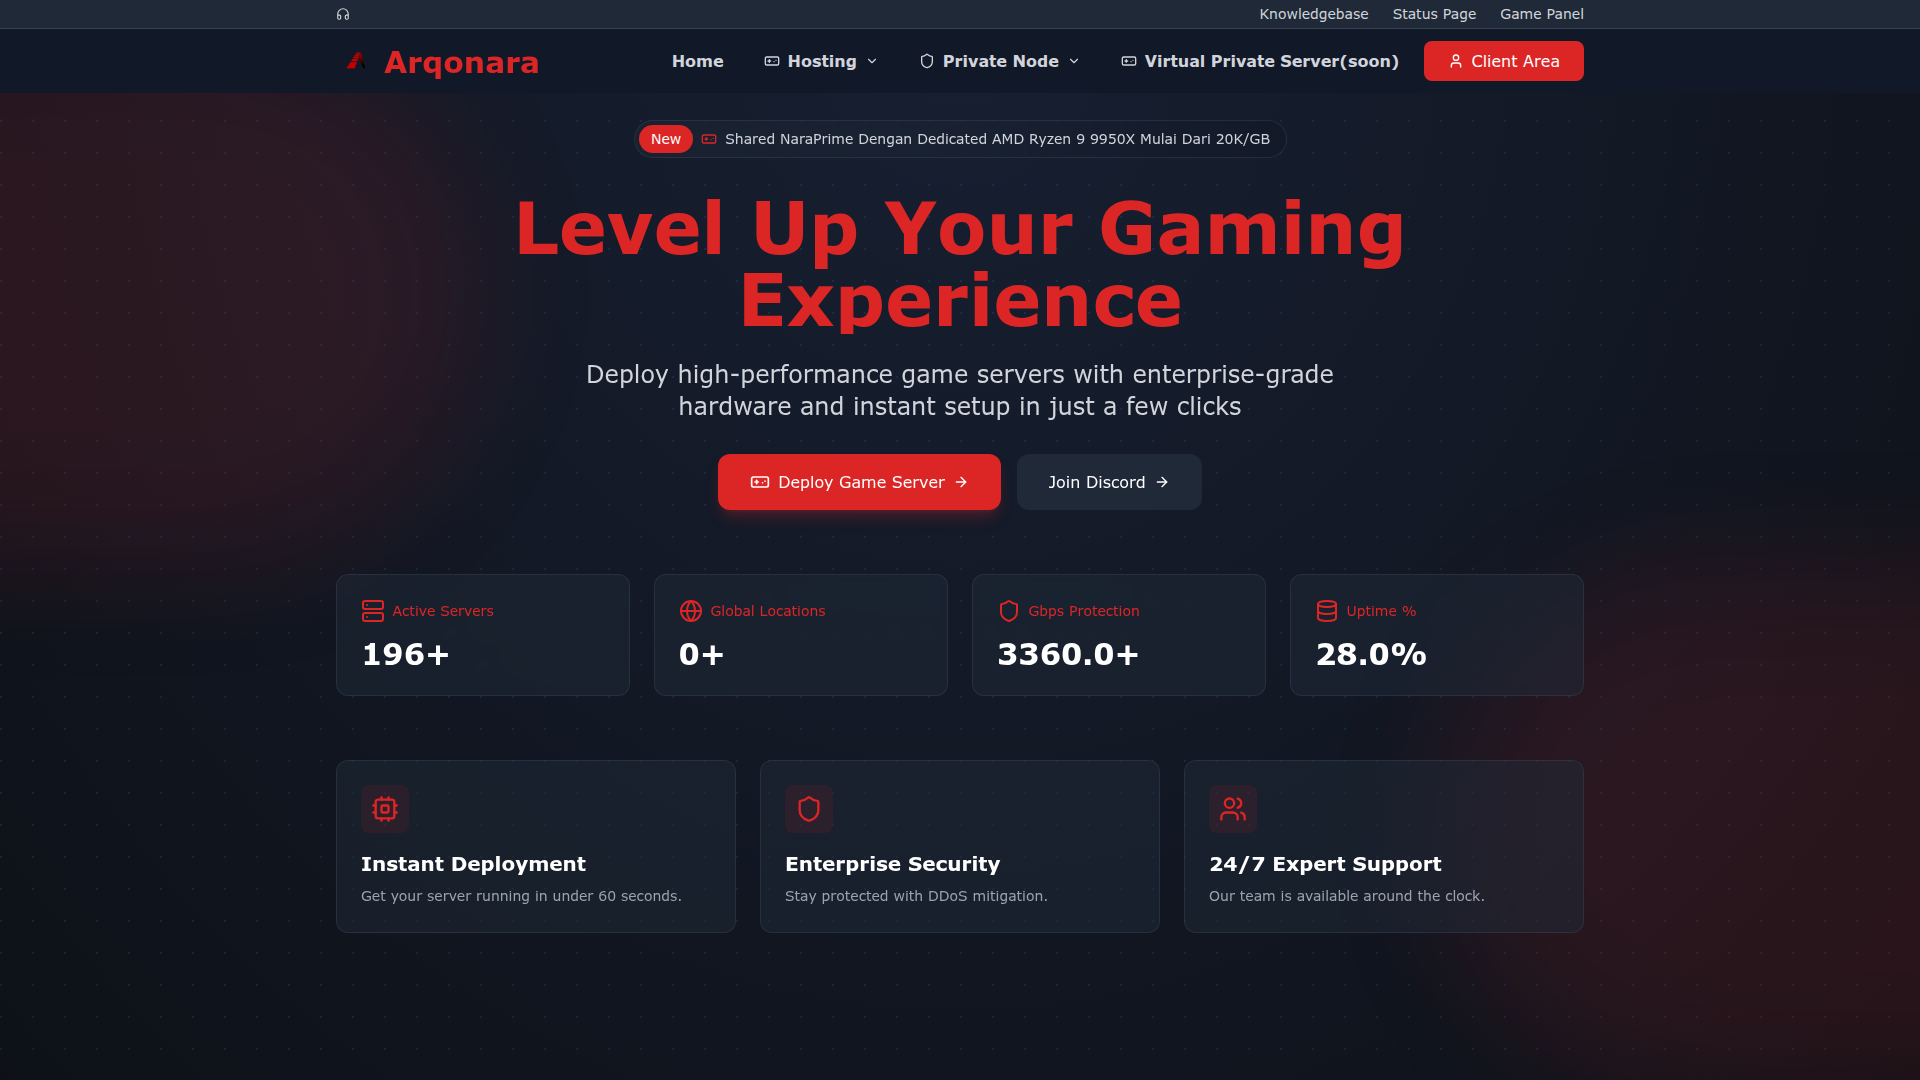 Knowledgebase Status Page Game Panel
Arqonara Home Hosting Private Node Virtual Private Server(soon) Client Area
New Shared NaraPrime Dengan Dedicated AMD Ryzen 9 9950X Mulai Dari 20K/GB
Level Up Your Gaming
Experience
Deploy high-performance game servers with enterprise-grade
hardware and instant setup in just a few clicks
Deploy Game Server Join Discord
Active Servers
196+
Global Locations
0+
Gbps Protection
3360.0+
Uptime %
28.0%
Instant Deployment
Get your server running in under 60 seconds.
Enterprise Security
Stay protected with DDoS mitigation.
24/7 Expert Support
Our team is available around the clock.